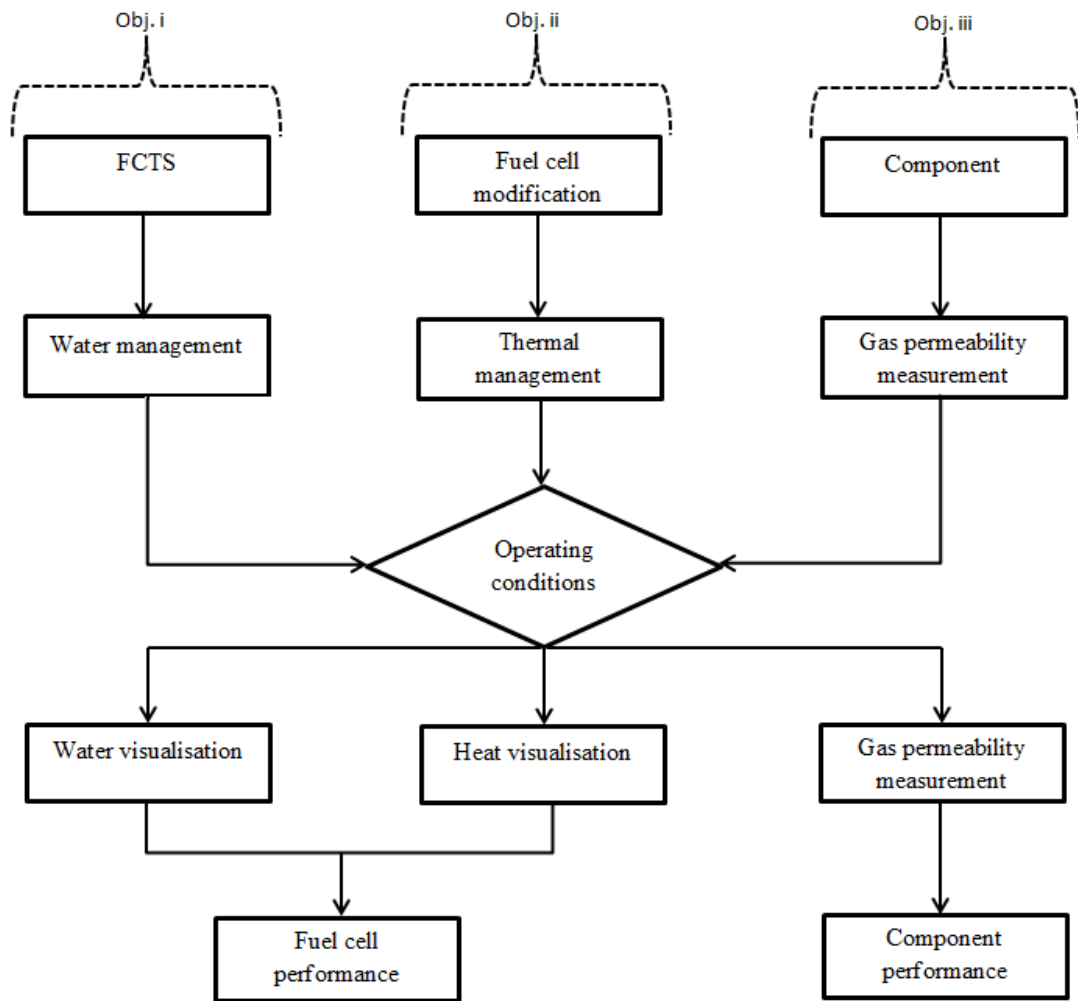 Obj. i
Obj. ii
Obj. iii
FCTS
Fuel cell
modification
Component
Water management
Thermal
management
Gas permeability
measurement
Operating
conditions
Water visualisation
Heat visualisation
Gas permeability
measurement
Fuel cell
performance
Component
performance